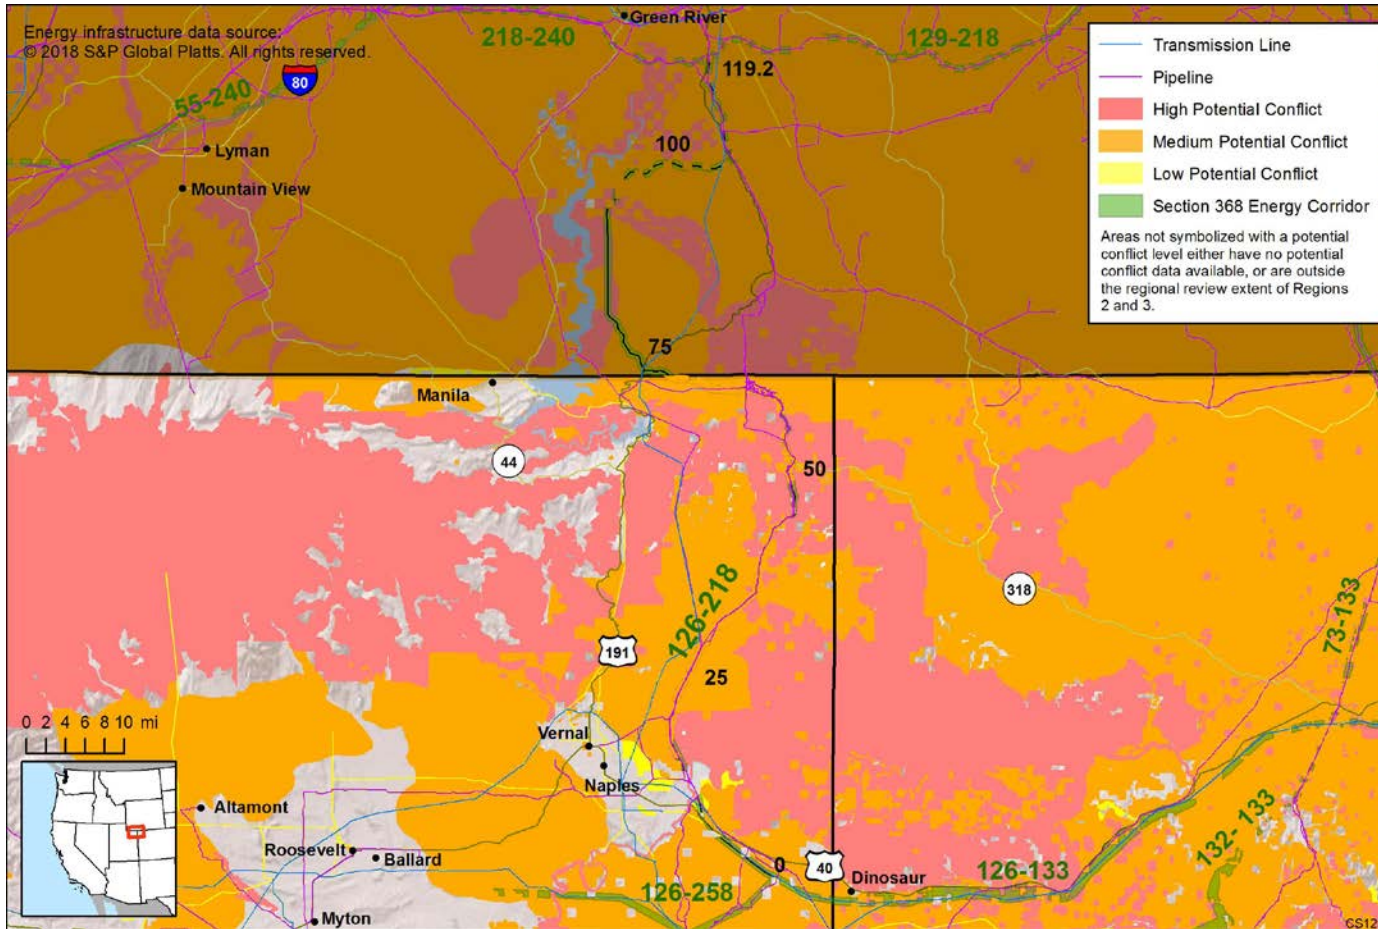 Energy infrastructure data source:
© 2018 S&P Global Platts. All rights reserved.
Green River
218-240
129-218
119.2
80
55-240
Lyman
Mountain View
100
75
Transmission Line
Pipeline
High Potential Conflict
Medium Potential Conflict
Low Potential Conflict
Section 368 Energy Corridor
Areas not symbolized with a potential
conflict level either have no potential
conflict data available, or are outside
the regional review extent of Regions
2 and 3.
Manila
44
50
318
126-218
73-133
191
25
0 2 4 6 8 10 mi
Vernal
Naples
Altamont
Roosevelt
Ballard
Myton
126-258
0
40
Dinosaur
126-133
132- 133
CS12